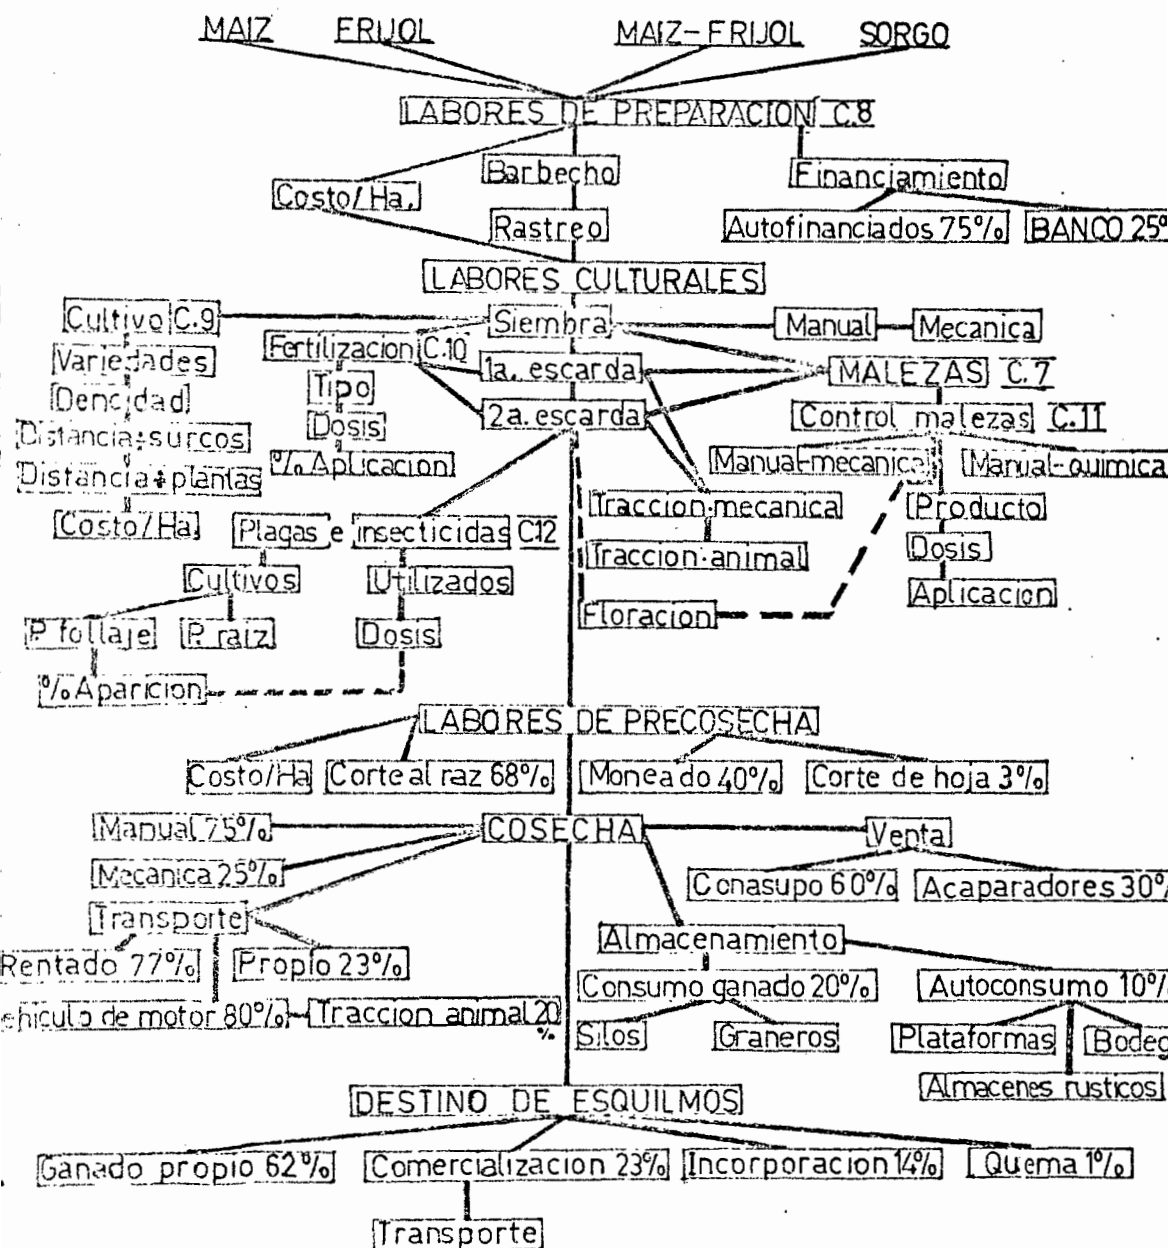 MAIZ FRIJOL MAIZ-FRIJOL SORGO
LABORES DE PREPARACION C.8
Barbecho
Financiamiento
Costo/Ha.
Rastreo
Autofinanciados 75%
BANCO 25%
LABORES CULTURALES
Cultivo C.9
Siembra
Manual
Mecanica
Fertilizacion C.10
Variedades
1a. escarda
MALEZAS C.7
Tipo
Dencidad
2a. escarda
Control malezas C.11
Dosis
Distancia+surcos
% Aplicacion
Manual-mecanica
Manual-quimica
Distancia+plantas
Traccion-mecanica
Producto
Costo/Ha
Plagas e insecticidas C12
Traccion-animal
Dosis
Cultivos
Utilizados
Aplicacion
Floracion
P. follaje
P. raiz
Dosis
% Aparicion
LABORES DE PRECOSECHA
Costo/Ha
Corte al raz 68%
Moneado 40%
Corte de hoja 3%
Manual 75%
COSECHA
Venta
Mecanica 25%
Conasupo 60%
Acaparadores 30%
Transporte
Almacenamiento
Rentado 77%
Propio 23%
Consumo ganado 20%
Autoconsumo 10%
ehiculo de motor 80%
Traccion animal 20
%
Silos
Graneros
Plataformas
Bodeg
Almacenes rusticos
DESTINO DE ESQUILMOS
Ganado propio 62%
Comercializacion 23%
Incorporacion 14%
Quema 1%
Transporte